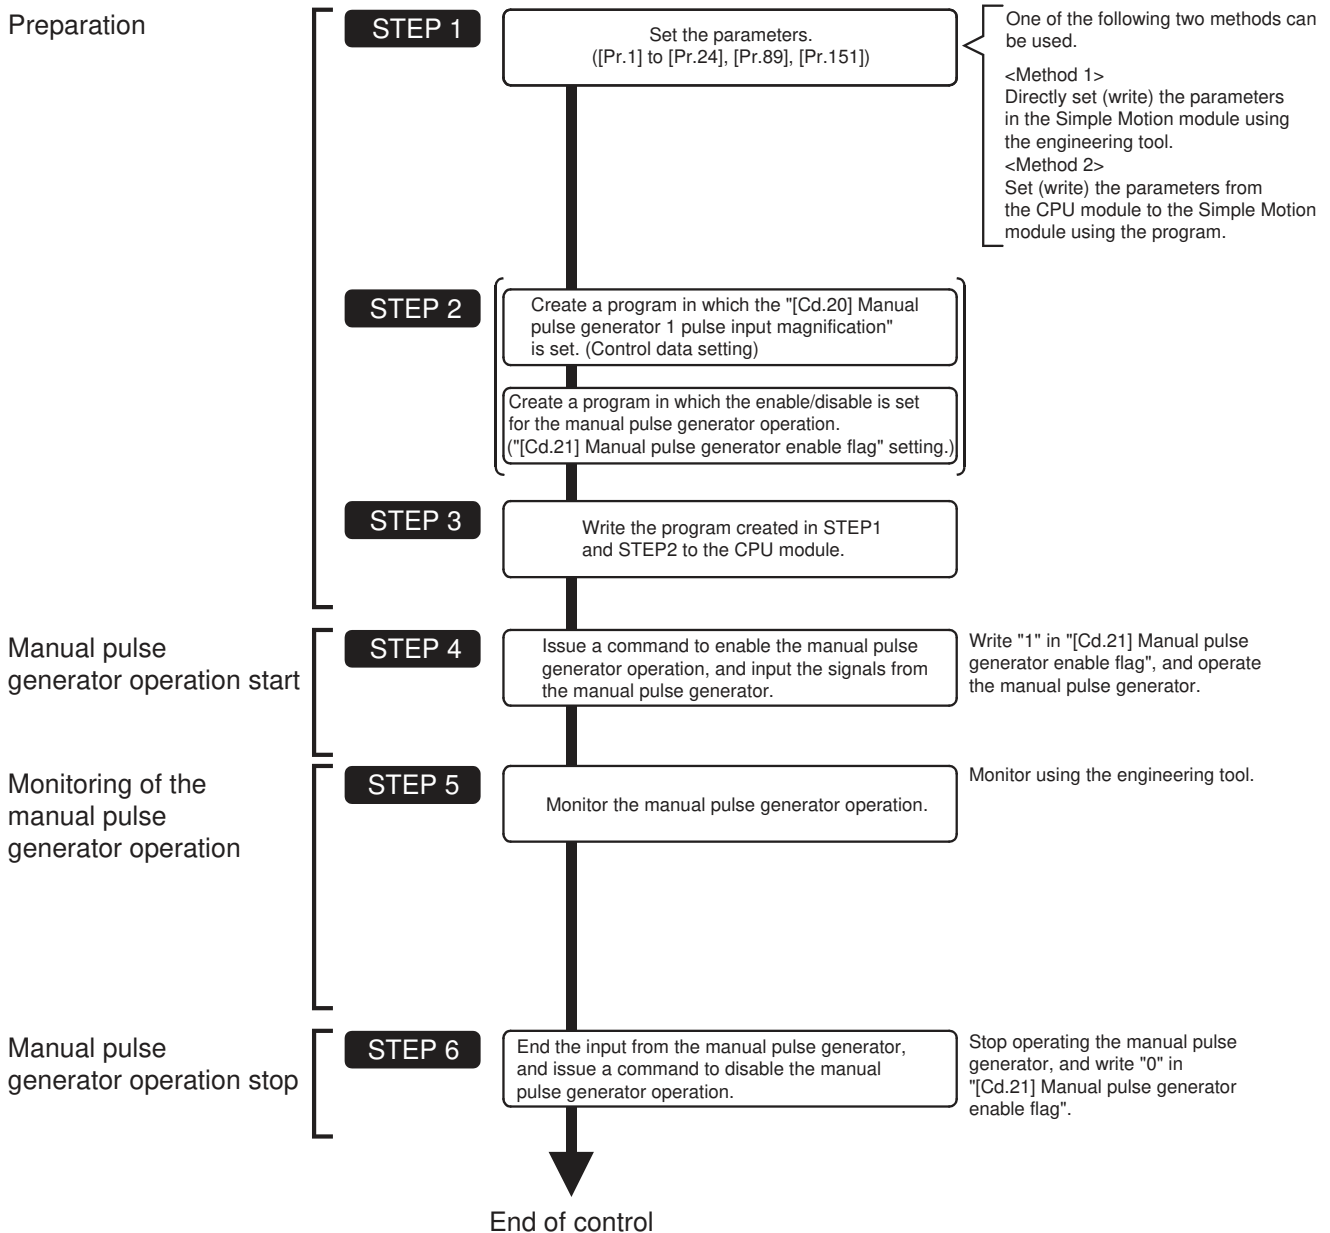 Preparation
STEP 1
Set the parameters.
([Pr.1] to [Pr.24], [Pr.89], [Pr.151])
One of the following two methods can
be used.
<Method 1>
Directly set (write) the parameters
in the Simple Motion module using
the engineering tool.
<Method 2>
Set (write) the parameters from
the CPU module to the Simple Motion
module using the program.
STEP 2
Create a program in which the "[Cd.20] Manual
pulse generator 1 pulse input magnification"
is set. (Control data setting)
Create a program in which the enable/disable is set
for the manual pulse generator operation.
("[Cd.21] Manual pulse generator enable flag" setting.)
STEP 3
Write the program created in STEP1
and STEP2 to the CPU module.
Manual pulse
generator operation start
STEP 4
Issue a command to enable the manual pulse
generator operation, and input the signals from
the manual pulse generator.
Write "1" in "[Cd.21] Manual pulse
generator enable flag", and operate
the manual pulse generator.
Monitoring of the
manual pulse
generator operation
STEP 5
Monitor the manual pulse generator operation.
Monitor using the engineering tool.
Manual pulse
generator operation stop
STEP 6
End the input from the manual pulse generator,
and issue a command to disable the manual
pulse generator operation.
Stop operating the manual pulse
generator, and write "0" in
"[Cd.21] Manual pulse generator
enable flag".
End of control